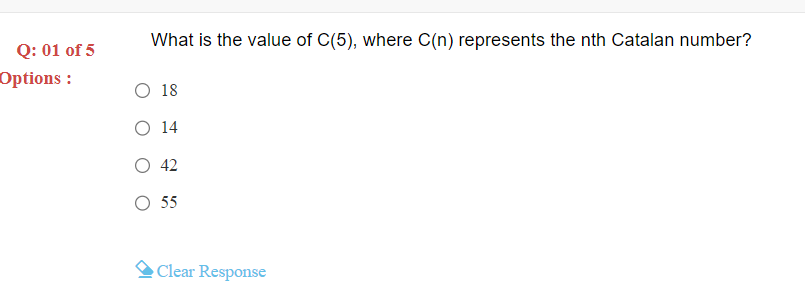 What is the value of C(5), where C(n) represents the nth Catalan number?
Q: 01 of 5
Options :
18
14
42
55
Clear Response